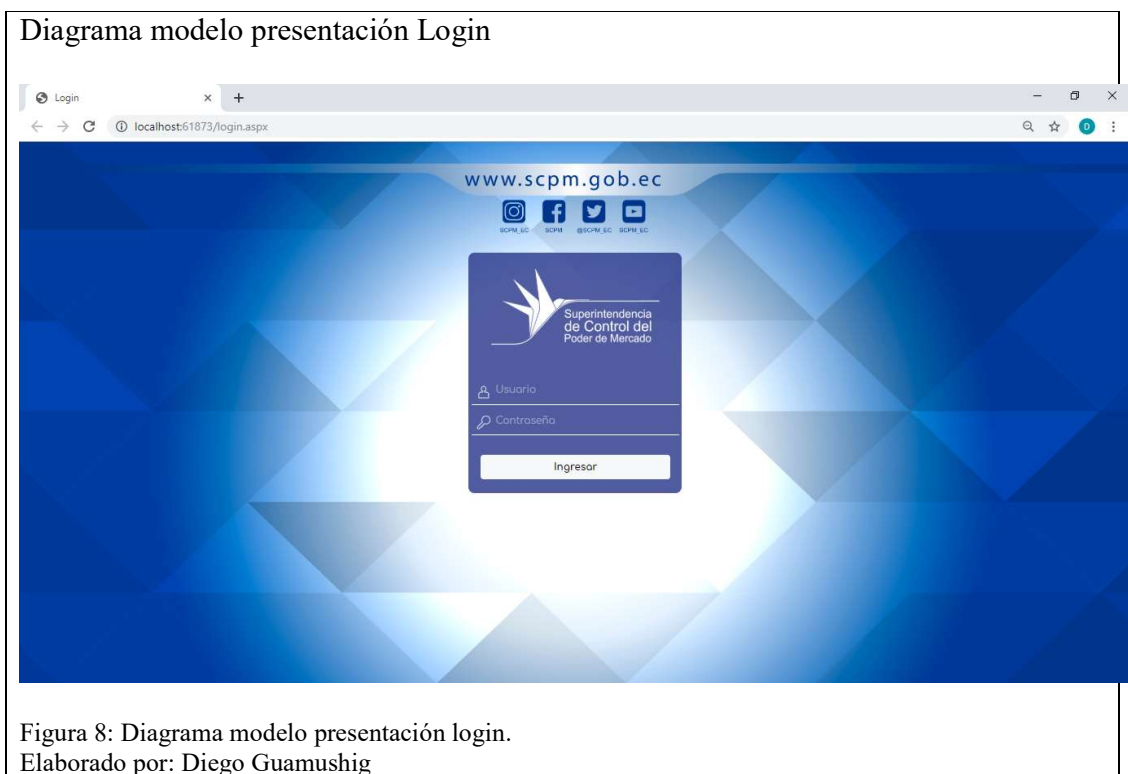 Diagrama modelo presentación Login
Login
localhost:61873/login.aspx
D
www.scpm.gob.ec
SCPM_EC SCPM @SCPM_EC SCPM_EC
Superintendencia
de Control del
Poder de Mercado
Usuario
Contraseña
Ingresar
Figura 8: Diagrama modelo presentación login.
Elaborado por: Diego Guamushig